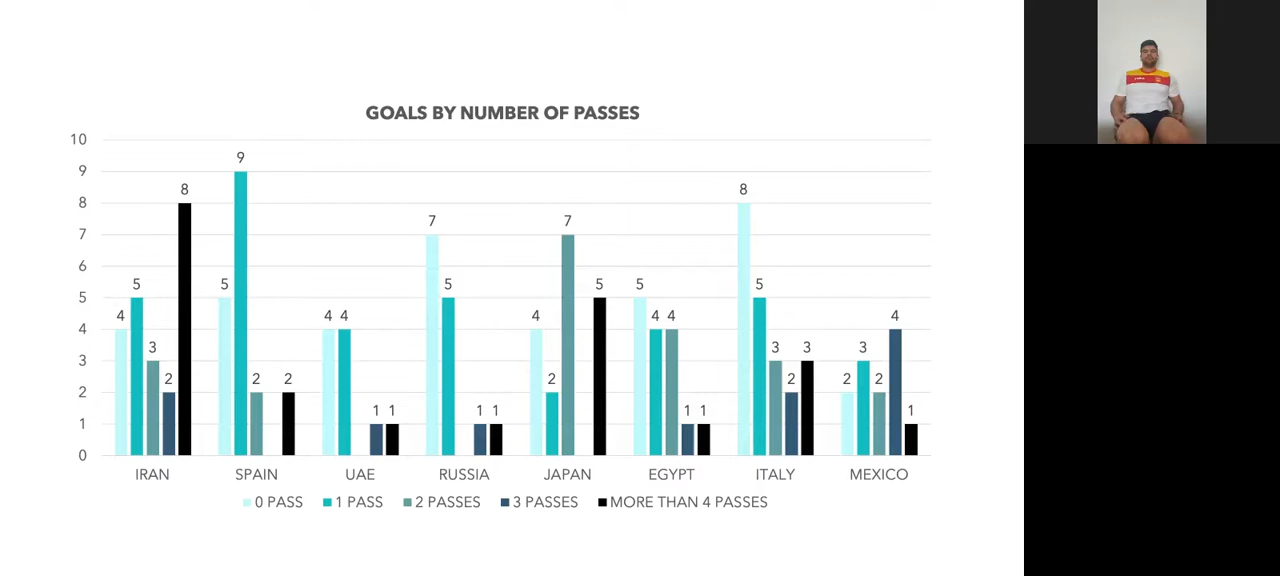 GOALS BY NUMBER OF PASSES
10
9
8
7
6
5
4
3
2
1
0
4 5 3 2 8
5 9 2 2
4 4 1 1
7 5 1 1
4 2 7 5
5 4 4 1 1
8 5 3 2 3
2 3 2 4 1
IRAN SPAIN UAE RUSSIA JAPAN EGYPT ITALY MEXICO
0 PASS 1 PASS 2 PASSES 3 PASSES MORE THAN 4 PASSES